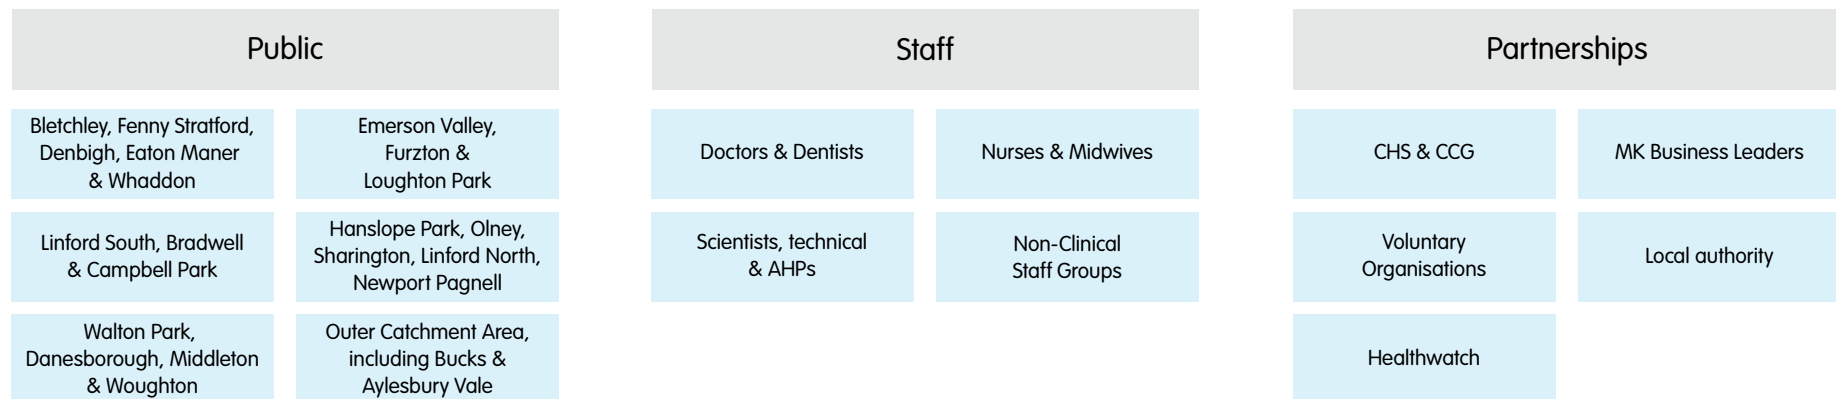 Public
Bletchley, Fenny Stratford,
Denbigh, Eaton Maner
& Whaddon
Emerson Valley,
Furzton &
Loughton Park
Linford South, Bradwell
& Campbell Park
Hanslope Park, Olney,
Sharington, Linford North,
Newport Pagnell
Walton Park,
Danesborough, Middleton
& Woughton
Outer Catchment Area,
including Bucks &
Aylesbury Vale
Staff
Doctors & Dentists
Nurses & Midwives
Scientists, technical
& AHPs
Non-Clinical
Staff Groups
Partnerships
CHS & CCG
MK Business Leaders
Voluntary
Organisations
Local authority
Healthwatch